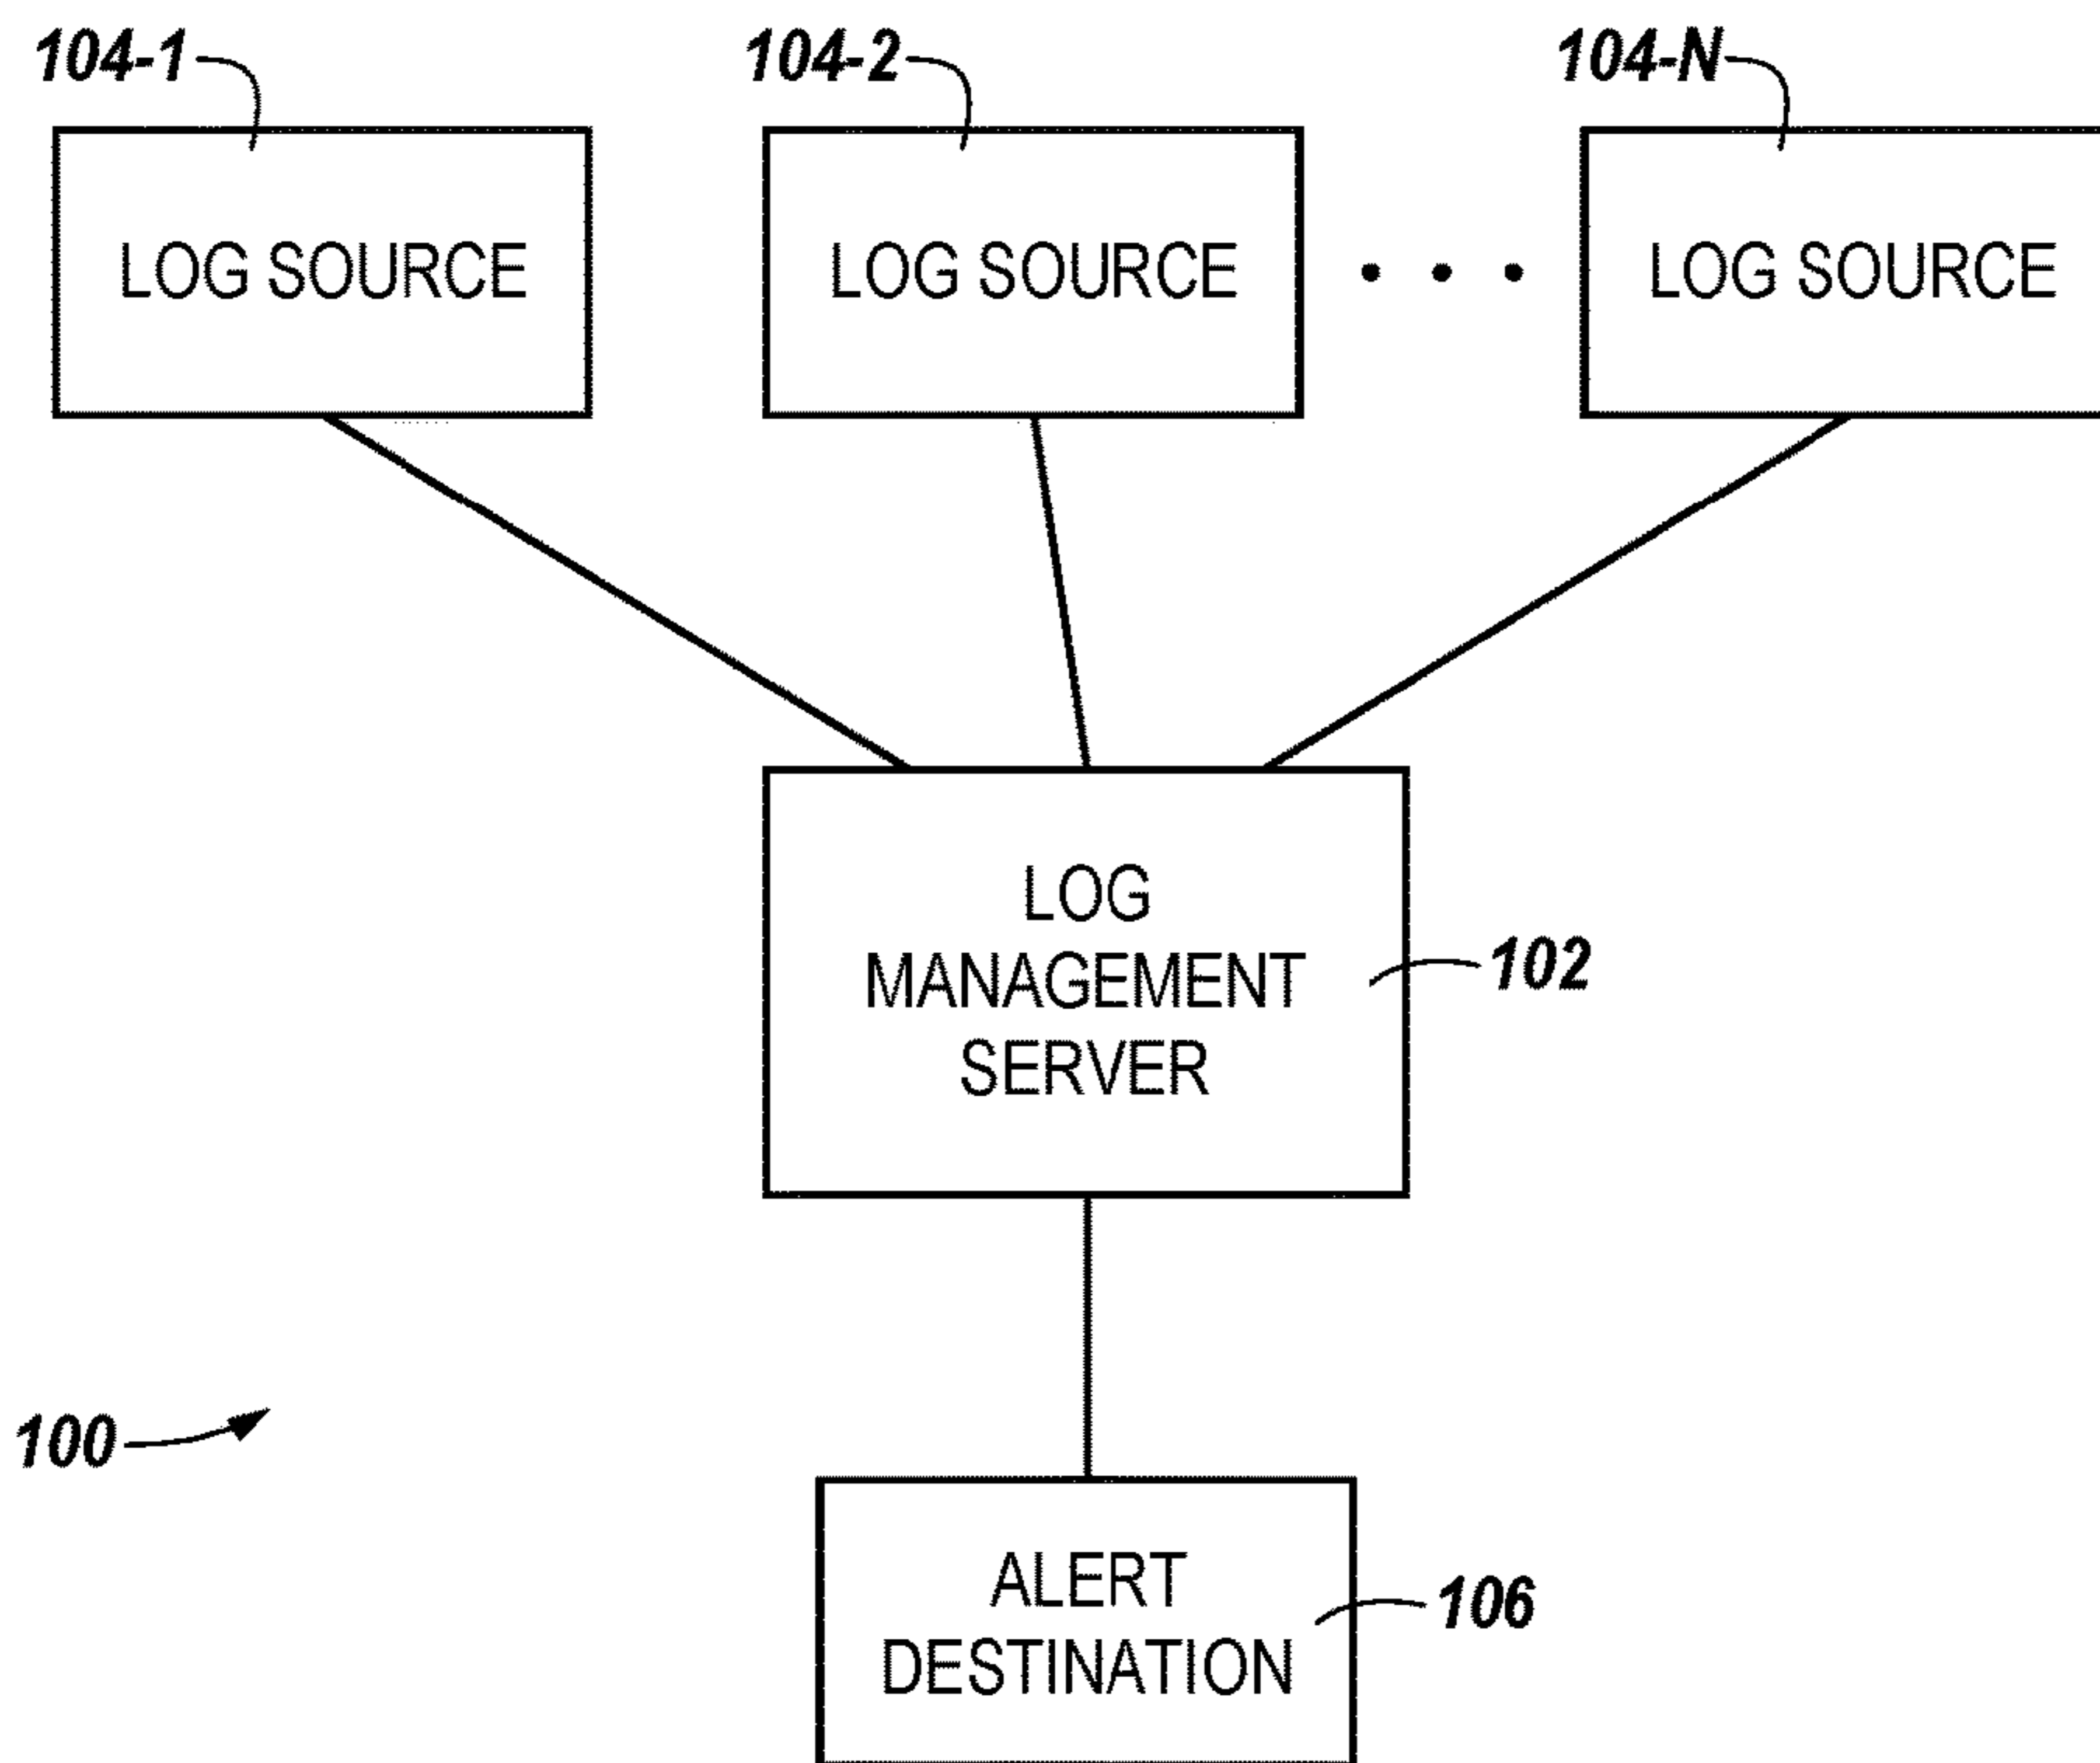 104-1
104-2
104-N
LOG SOURCE
LOG SOURCE
• • •
LOG SOURCE
LOG
MANAGEMENT
SERVER
102
100
ALERT
DESTINATION
106